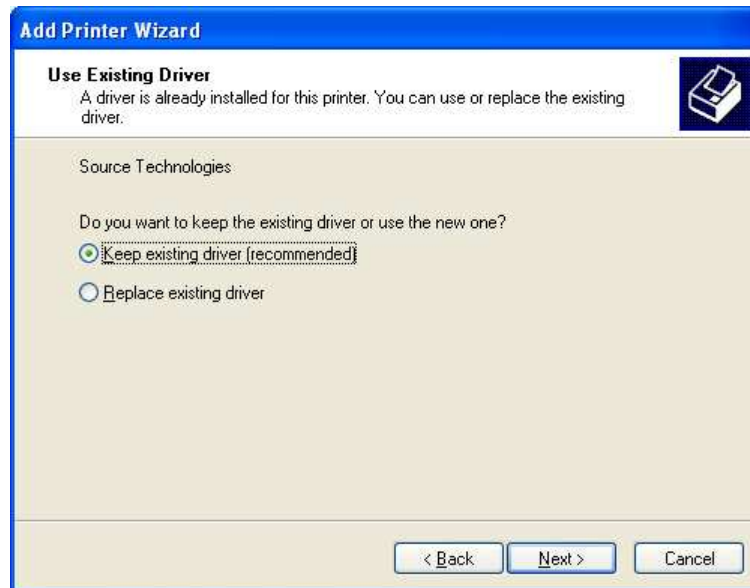 Add Printer Wizard
Use Existing Driver
A driver is already installed for this printer. You can use or replace the existing
driver.
Source Technologies
Do you want to keep the existing driver or use the new one?
Keep existing driver (recommended)
Replace existing driver
< Back
Next >
Cancel